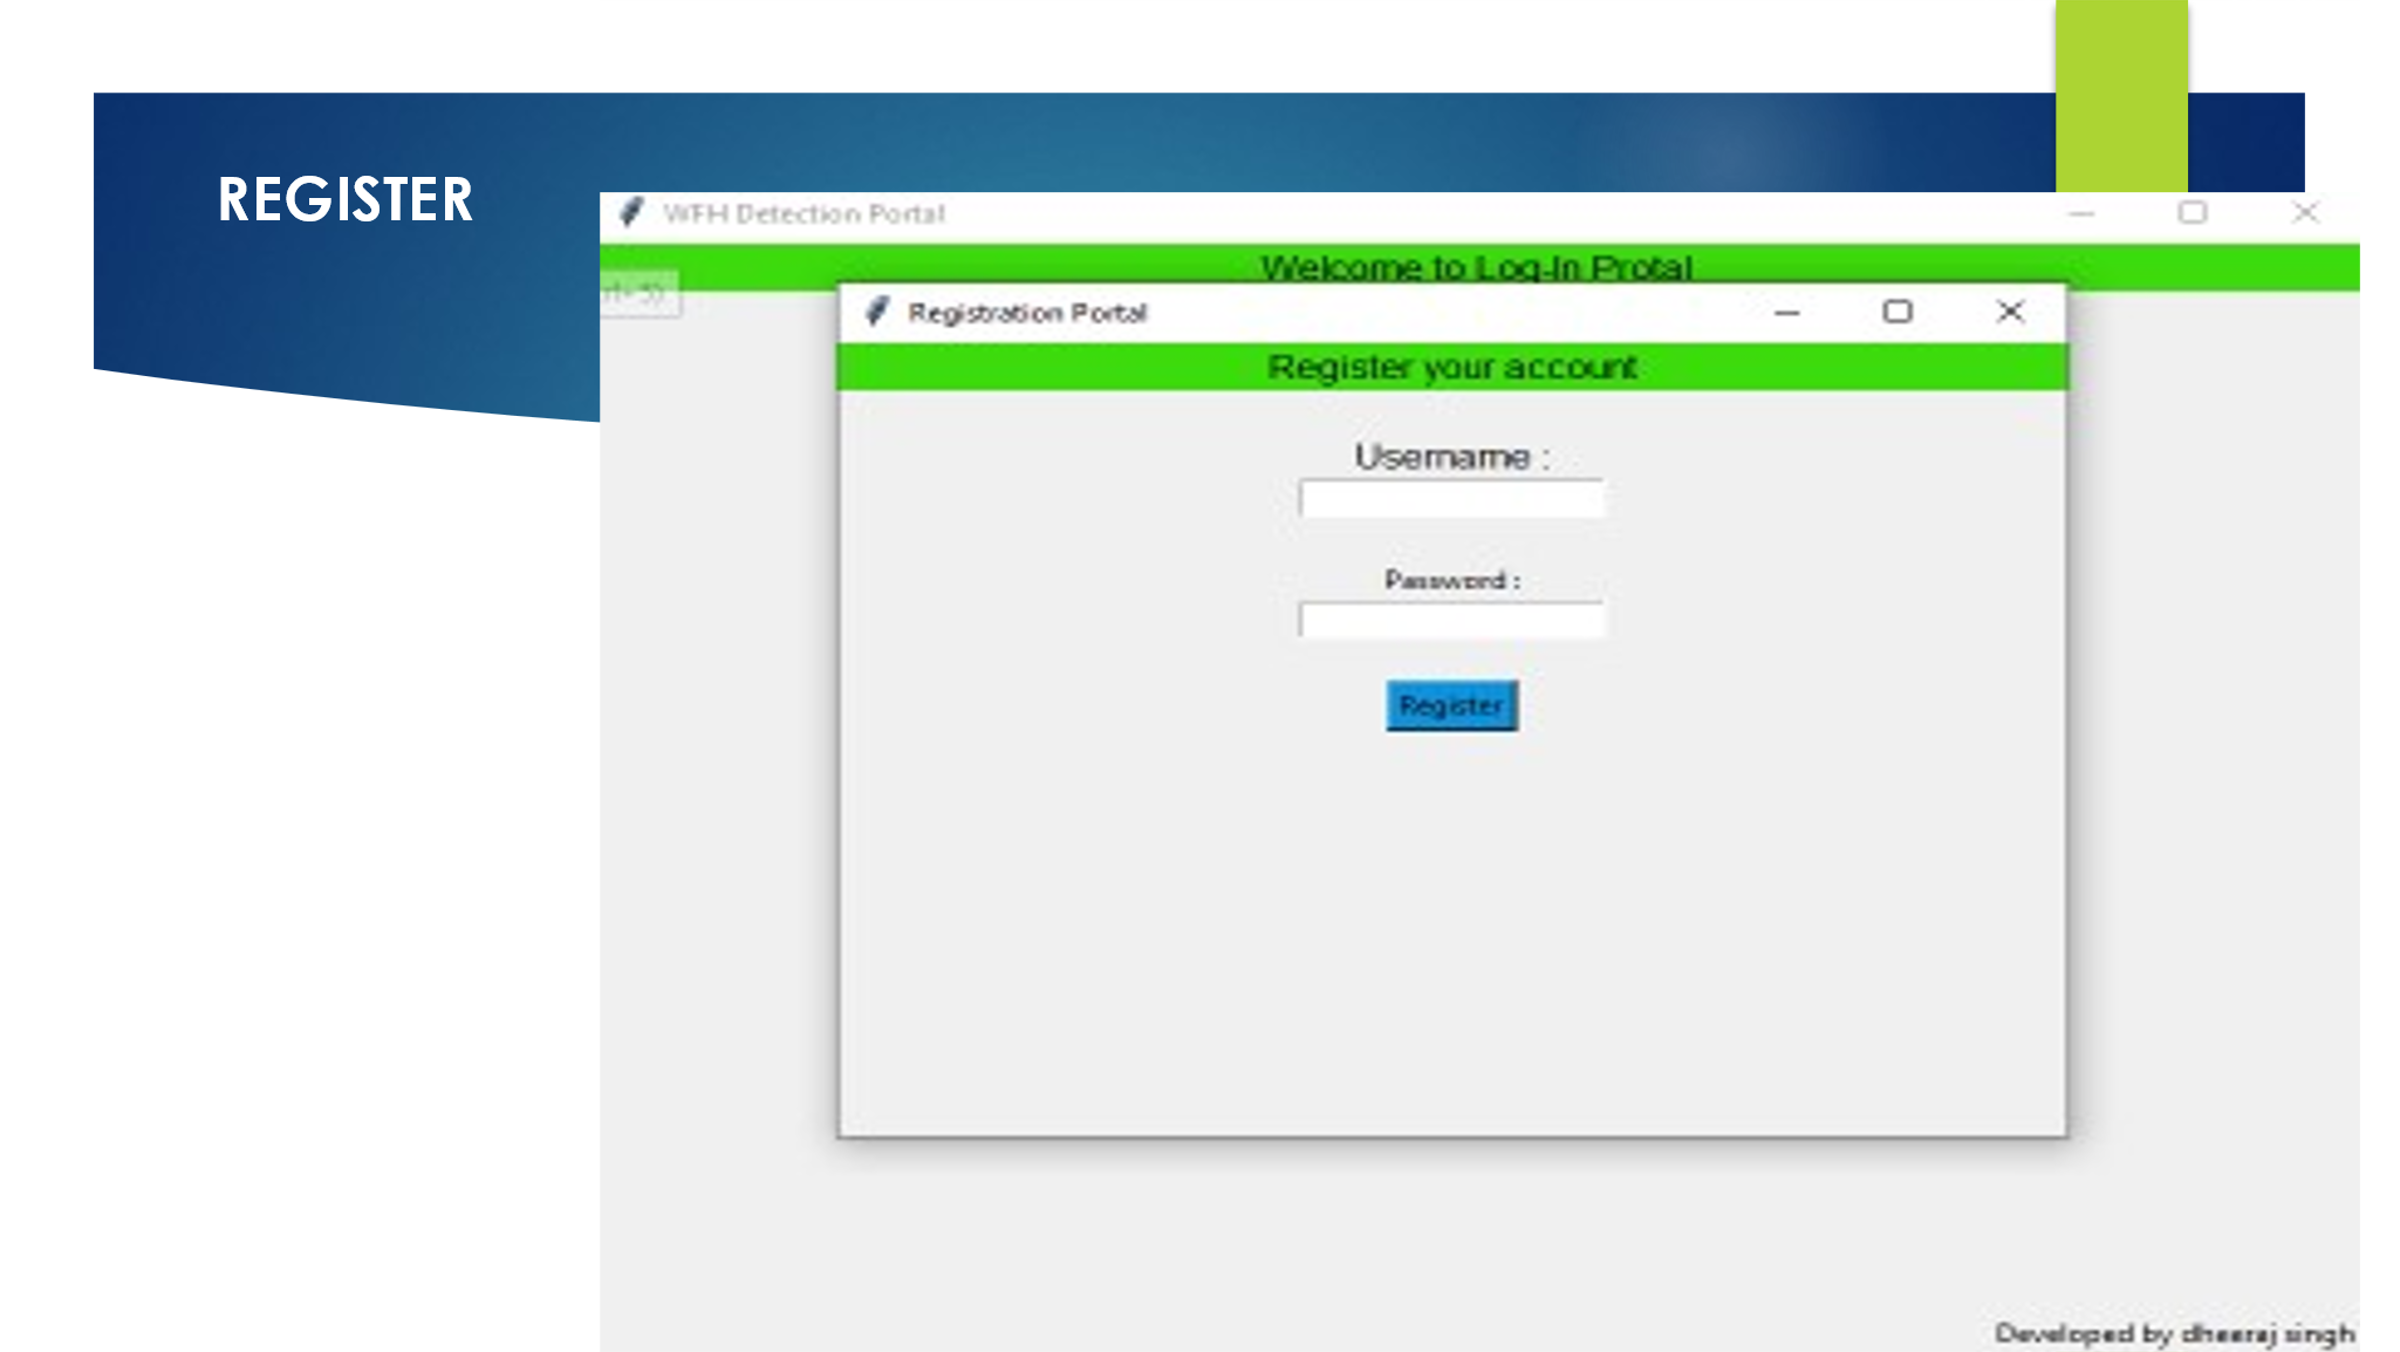 REGISTER
WFH Detection Portal
Welcome to Log-In Protal
Registration Portal
Register your account
Username :
Password :
Register
Developed by dheeraj singh